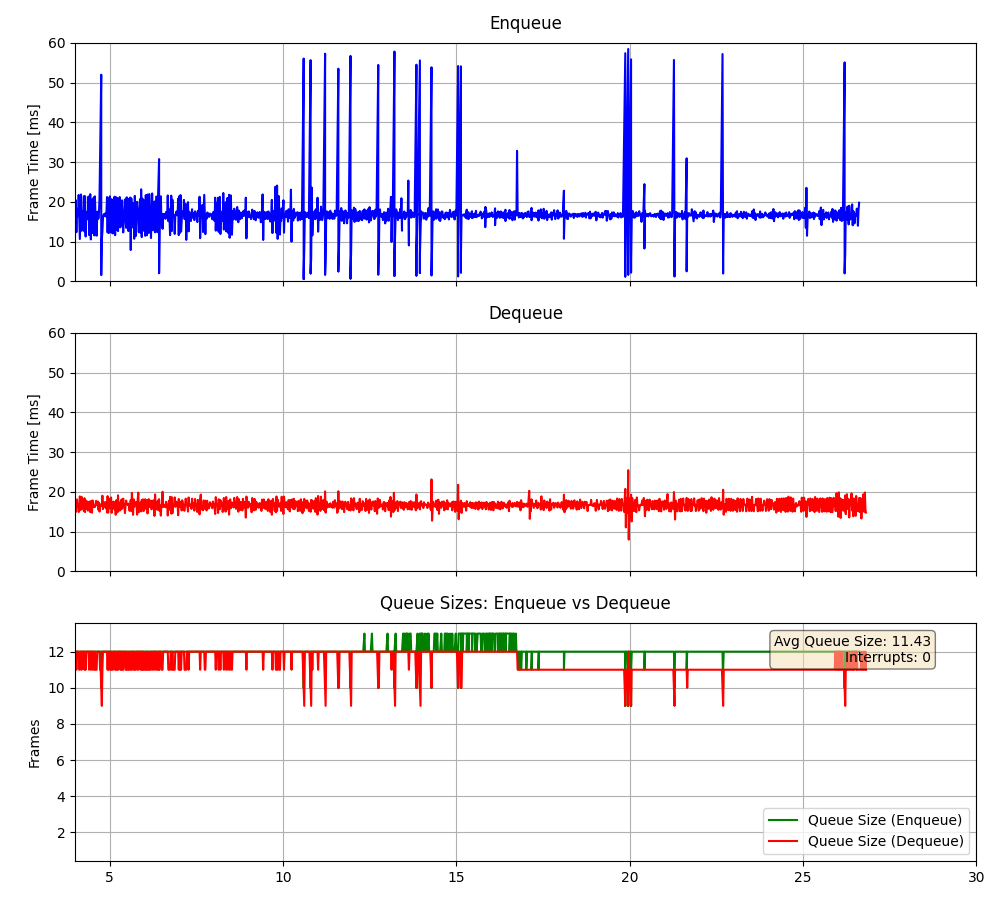 Enqueue
60
50
40
30
20
10
0
Frame Time [ms]
Dequeue
60
50
40
30
20
10
0
Frame Time [ms]
Queue Sizes: Enqueue vs Dequeue
12
10
8
6
4
2
Frames
Avg Queue Size: 11.43
Interrupts: 0
Queue Size (Enqueue)
Queue Size (Dequeue)
5 10 15 20 25 30